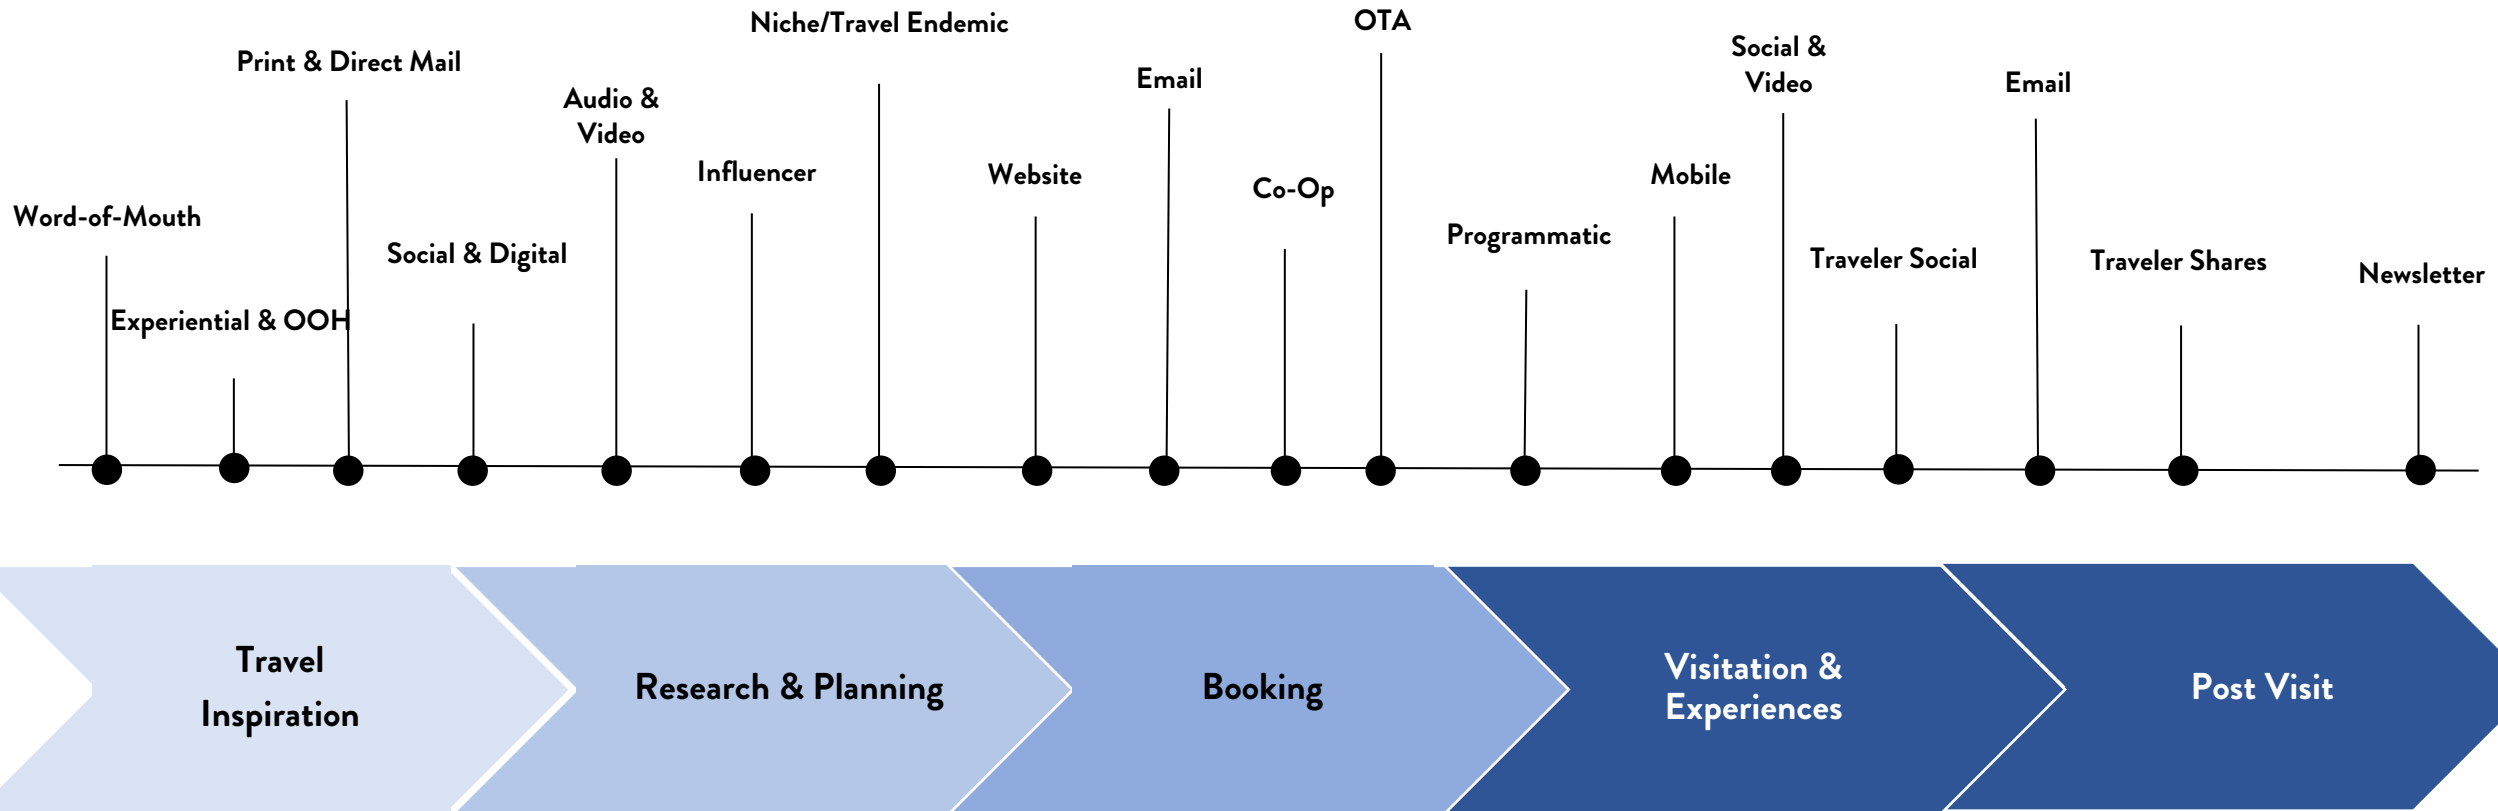 Word-of-Mouth
Experiential & OOH
Print & Direct Mail
Social & Digital
Audio &
Video
Influencer
Niche/Travel Endemic
Website
Email
Co-Op
OTA
Programmatic
Mobile
Social &
Video
Traveler Social
Email
Traveler Shares
Newsletter
Travel
Inspiration
Research & Planning
Booking
Visitation &
Experiences
Post Visit